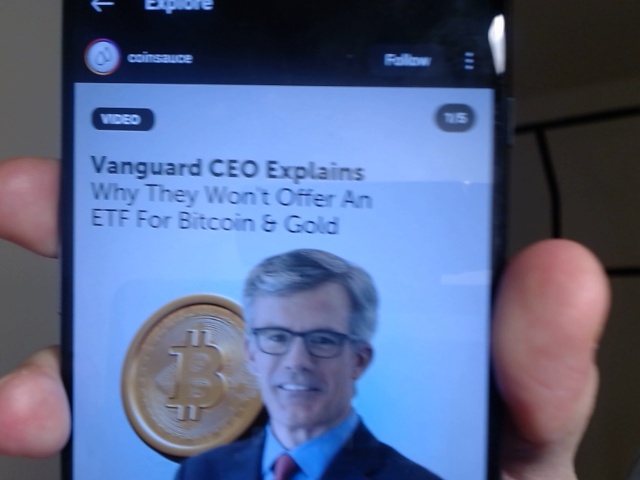 Explore
coinsauce
Follow
VIDEO
1/5
Vanguard CEO Explains
Why They Won't Offer An
ETF For Bitcoin & Gold